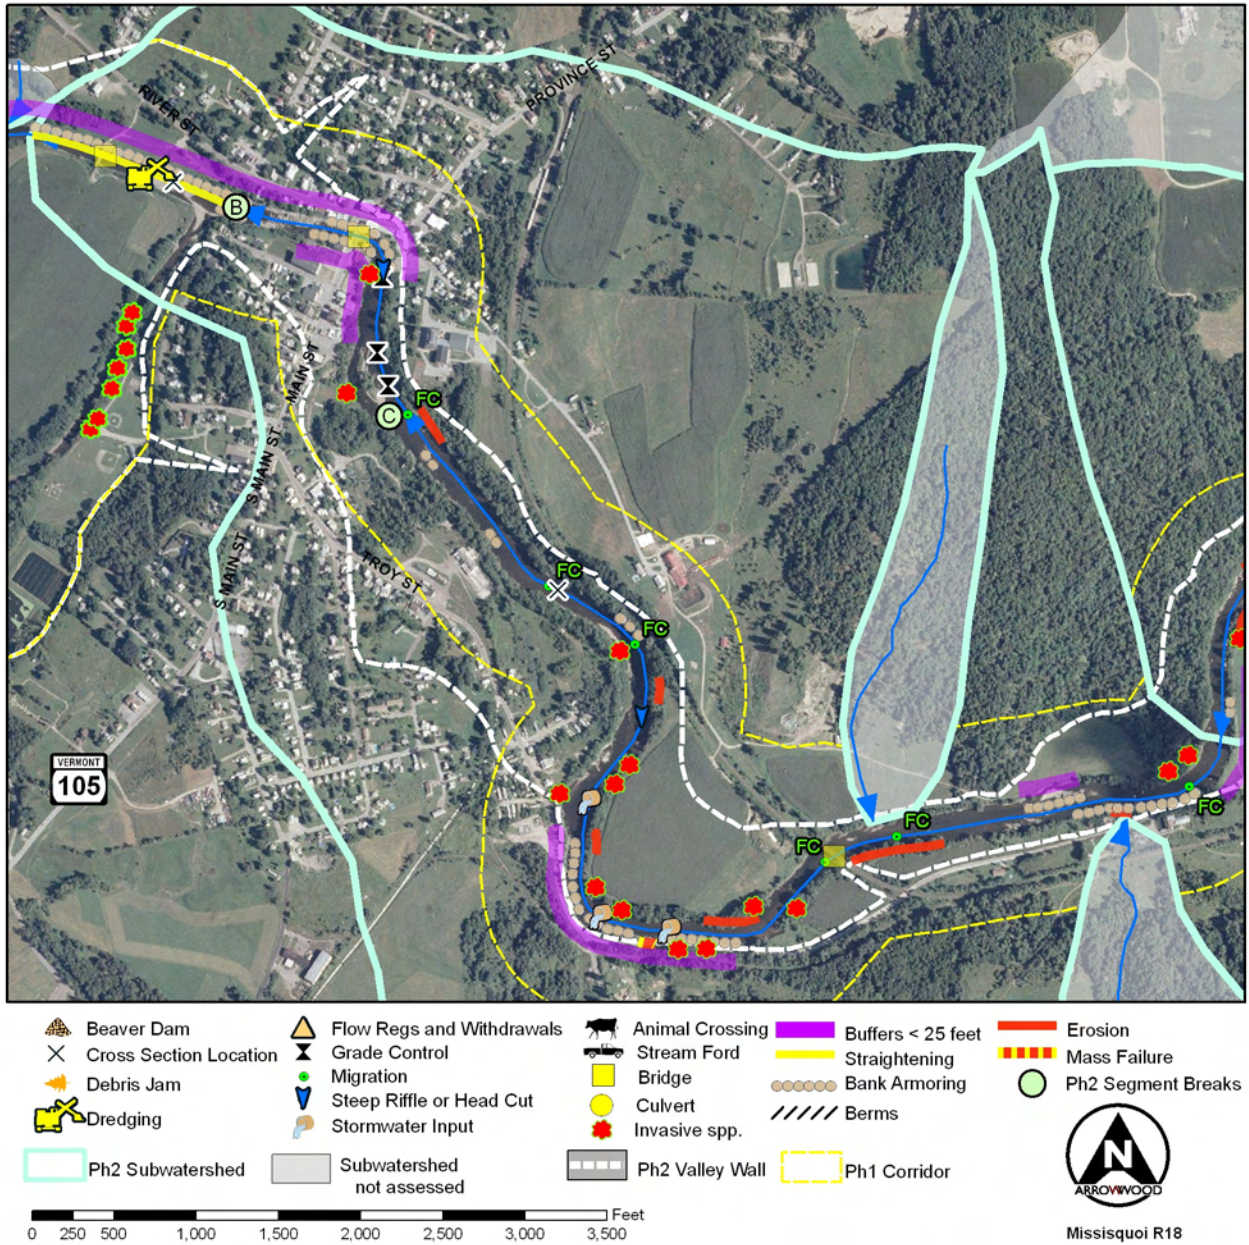 PROVINCE ST
RIVER ST
B
MAIN ST
FC
C
S MAIN ST
S MAIN ST
TROY ST
FC
FC
VERMONT
105
FC
FC
FC
Beaver Dam
Cross Section Location
Debris Jam
Dredging
Flow Regs and Withdrawals
Grade Control
Migration
Steep Riffle or Head Cut
Stormwater Input
Animal Crossing
Stream Ford
Bridge
Culvert
Invasive spp.
Buffers < 25 feet
Straightening
Bank Armoring
Berms
Erosion
Mass Failure
Ph2 Segment Breaks
Ph2 Subwatershed
Subwatershed
not assessed
Ph2 Valley Wall
Ph1 Corridor
N
ARROWWOOD
Feet
0 250 500 1,000 1,500 2,000 2,500 3,000 3,500
Missisquoi R18